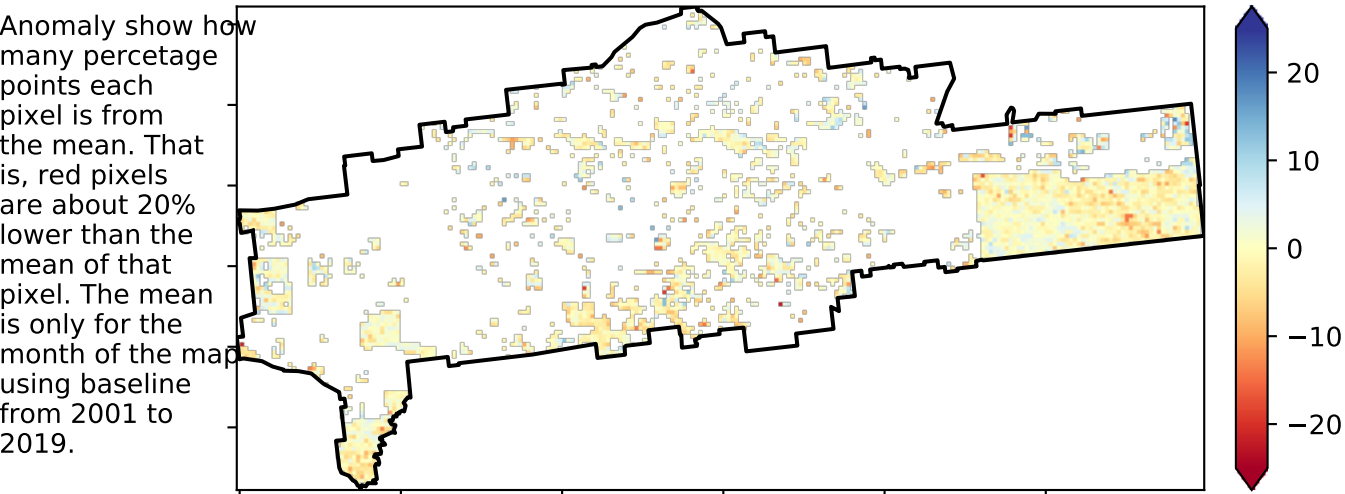 Anomaly show how
many percetage
points each
pixel is from
the mean. That
is, red pixels
are about 20%
lower than the
mean of that
pixel. The mean
is only for the
month of the map
using baseline
from 2001 to
2019.
20
10
0
−10
−20